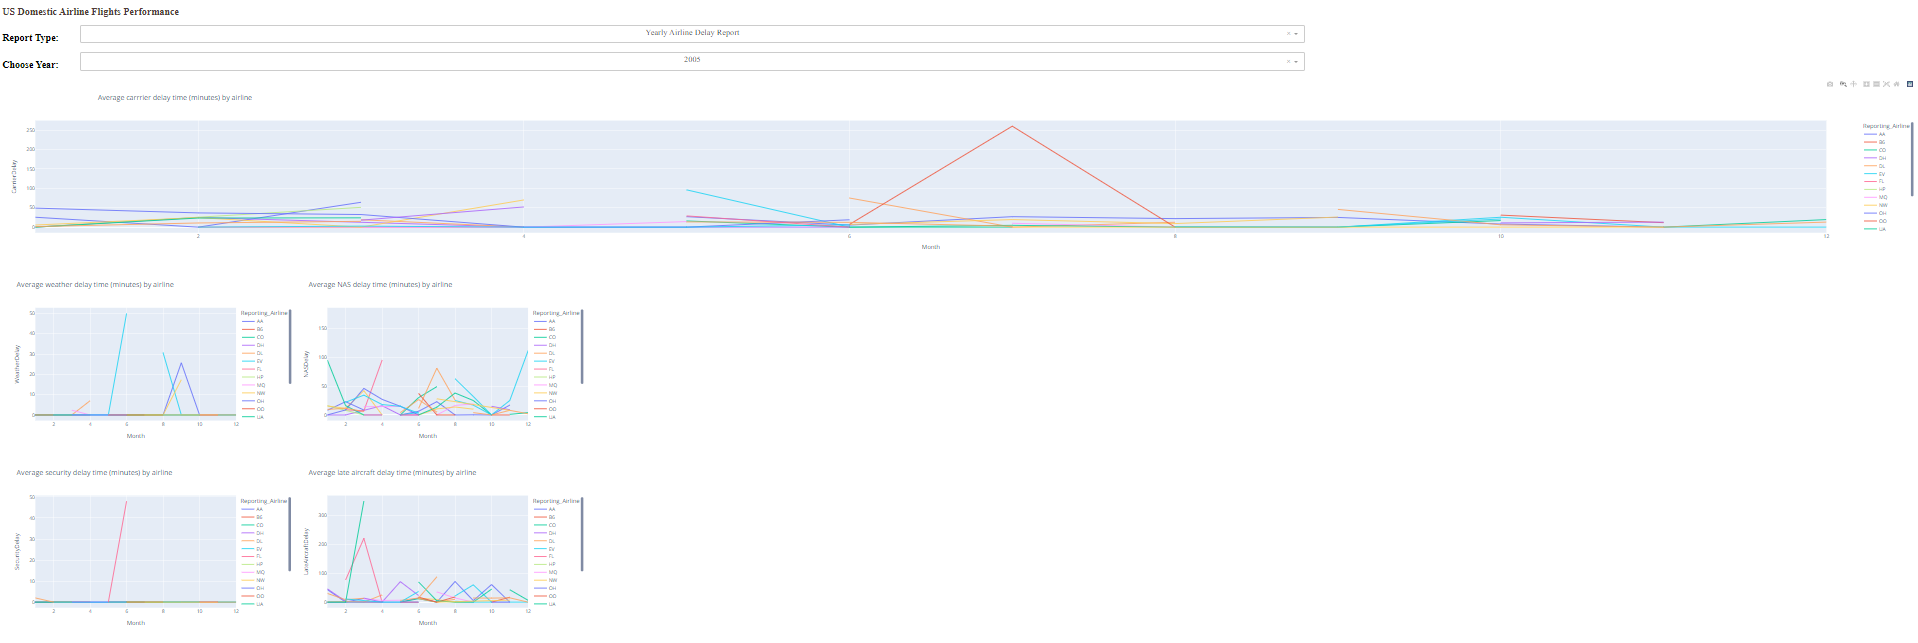 US Domestic Airline Flights Performance
Report Type:
Yearly Airline Delay Report
×
Choose Year:
2005
×
Average carrrier delay time (minutes) by airline
CarrierDelay
250
200
150
100
50
0
2
4
6
8
10
12
Month
Reporting_Airline
AA
B6
CO
DH
DL
EV
FL
HP
MQ
NW
OH
OO
UA
Average weather delay time (minutes) by airline
WeatherDelay
50
40
30
20
10
0
2
4
6
8
10
12
Month
Reporting_Airline
AA
B6
CO
DH
DL
EV
FL
HP
MQ
NW
OH
OO
UA
Average NAS delay time (minutes) by airline
NASDelay
150
100
50
0
2
4
6
8
10
12
Month
Reporting_Airline
AA
B6
CO
DH
DL
EV
FL
HP
MQ
NW
OH
OO
UA
Average security delay time (minutes) by airline
SecurityDelay
50
40
30
20
10
0
2
4
6
8
10
12
Month
Reporting_Airline
AA
B6
CO
DH
DL
EV
FL
HP
MQ
NW
OH
OO
UA
Average late aircraft delay time (minutes) by airline
LateAircraftDelay
300
200
100
0
2
4
6
8
10
12
Month
Reporting_Airline
AA
B6
CO
DH
DL
EV
FL
HP
MQ
NW
OH
OO
UA